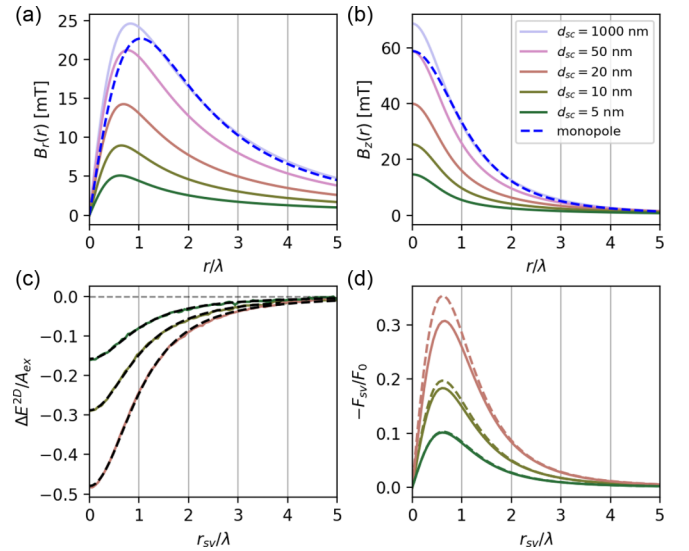 (a)
25
20
15
10
5
0
B_r(r) [mT]
0 1 2 3 4 5
r/λ
(b)
60
40
20
0
B_z(r) [mT]
d_sc = 1000 nm
d_sc = 50 nm
d_sc = 20 nm
d_sc = 10 nm
d_sc = 5 nm
monopole
0 1 2 3 4 5
r/λ
(c)
0.0
−0.1
−0.2
−0.3
−0.4
−0.5
ΔE^2D/A_ex
0 1 2 3 4 5
r_sv/λ
(d)
0.3
0.2
0.1
0.0
−F_sv/F_0
0 1 2 3 4 5
r_sv/λ